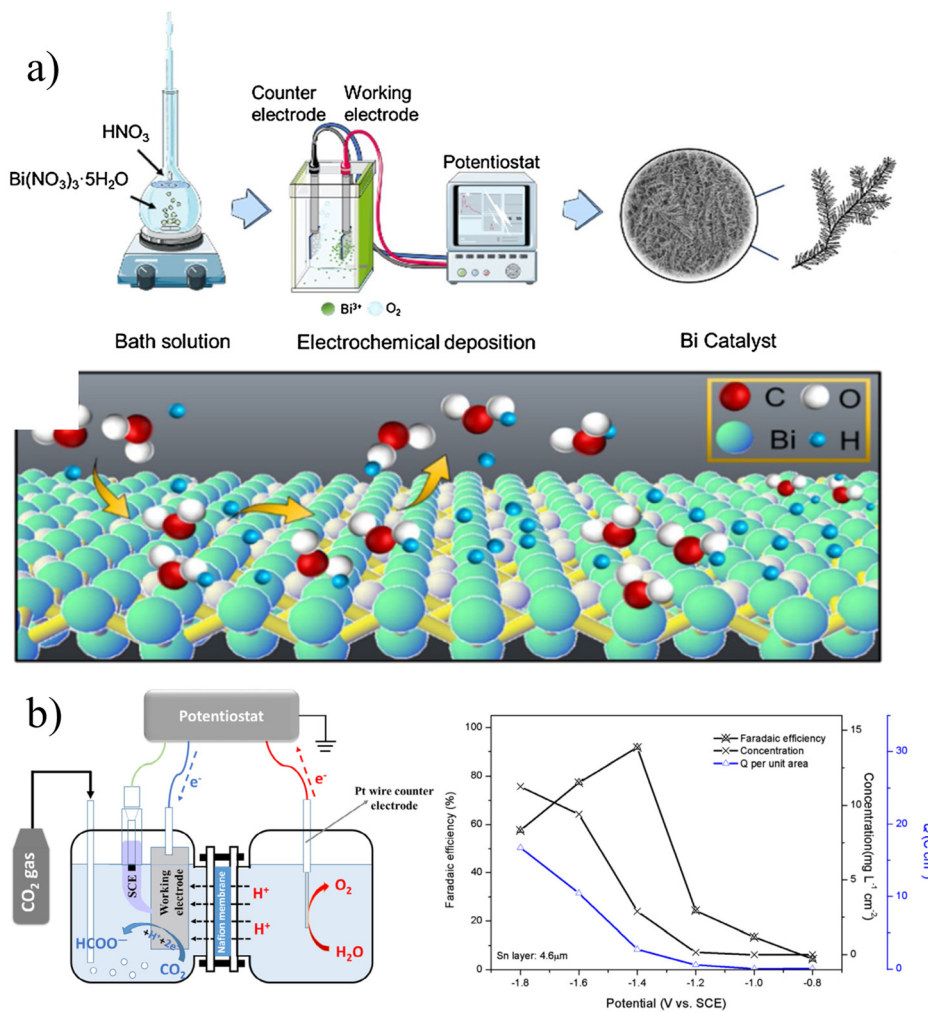 a)
Counter
electrode
Working
electrode
HNO₃
Bi(NO₃)₃·5H₂O
Potentiostat
Bi³⁺ O₂
Bath solution
Electrochemical deposition
Bi Catalyst
C O
Bi H
b)
Potentiostat
e⁻
e⁻
Pt wire counter
electrode
CO₂ gas
SCE
Working
electrode
Nafion membrane
H⁺
H⁺
O₂
H₂O
HCOO⁻
+H⁺+2e⁻
CO₂
Faradaic efficiency
Concentration
Q per unit area
100
80
60
40
20
0
Faradaic efficiency (%)
15
10
5
0
Concentration(mg L⁻¹ cm⁻²)
30
20
10
0
Sn layer: 4.6μm
-1.8 -1.6 -1.4 -1.2 -1.0 -0.8
Potential (V vs. SCE)